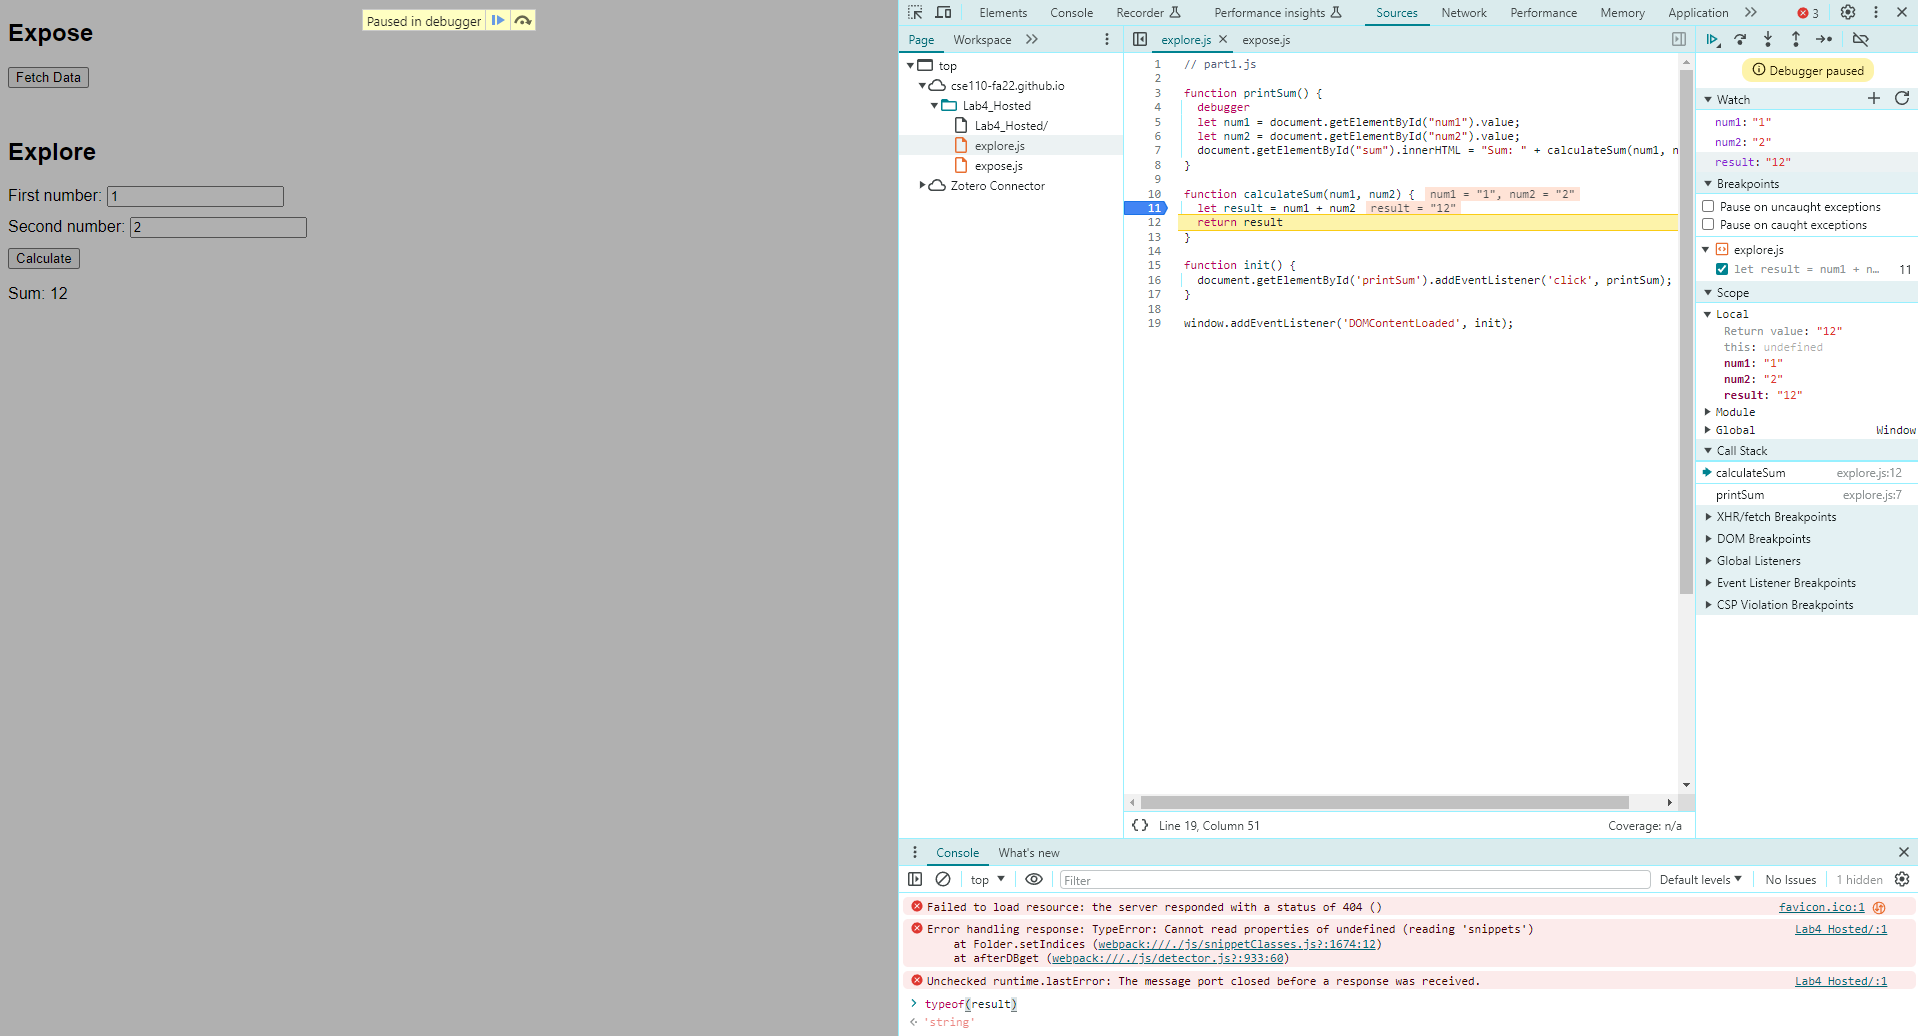 Expose
Paused in debugger
Fetch Data
Explore
First number: 1
Second number: 2
Calculate
Sum: 12
Elements Console Recorder Performance insights Sources Network Performance Memory Application 3
Page Workspace
top
cse110-fa22.github.io
Lab4_Hosted
Lab4_Hosted/
explore.js
expose.js
Zotero Connector
explore.js expose.js
1 // part1.js
2
3 function printSum() {
4 debugger
5 let num1 = document.getElementById("num1").value;
6 let num2 = document.getElementById("num2").value;
7 document.getElementById("sum").innerHTML = "Sum: " + calculateSum(num1, n
8 }
9
10 function calculateSum(num1, num2) { num1 = "1", num2 = "2"
11 let result = num1 + num2 result = "12"
12 return result
13 }
14
15 function init() {
16 document.getElementById('printSum').addEventListener('click', printSum);
17 }
18
19 window.addEventListener('DOMContentLoaded', init);
{} Line 19, Column 51 Coverage: n/a
Debugger paused
Watch
num1: "1"
num2: "2"
result: "12"
Breakpoints
Pause on uncaught exceptions
Pause on caught exceptions
explore.js
let result = num1 + n… 11
Scope
Local
Return value: "12"
this: undefined
num1: "1"
num2: "2"
result: "12"
Module
Global Window
Call Stack
calculateSum explore.js:12
printSum explore.js:7
XHR/fetch Breakpoints
DOM Breakpoints
Global Listeners
Event Listener Breakpoints
CSP Violation Breakpoints
Console What's new
top Filter Default levels No Issues 1 hidden
Failed to load resource: the server responded with a status of 404 () favicon.ico:1
Error handling response: TypeError: Cannot read properties of undefined (reading 'snippets') Lab4_Hosted/:1
at Folder.setIndices (webpack:///./js/snippetClasses.js?:1674:12)
at afterDBget (webpack:///./js/detector.js?:933:60)
Unchecked runtime.lastError: The message port closed before a response was received. Lab4_Hosted/:1
> typeof(result)
'string'